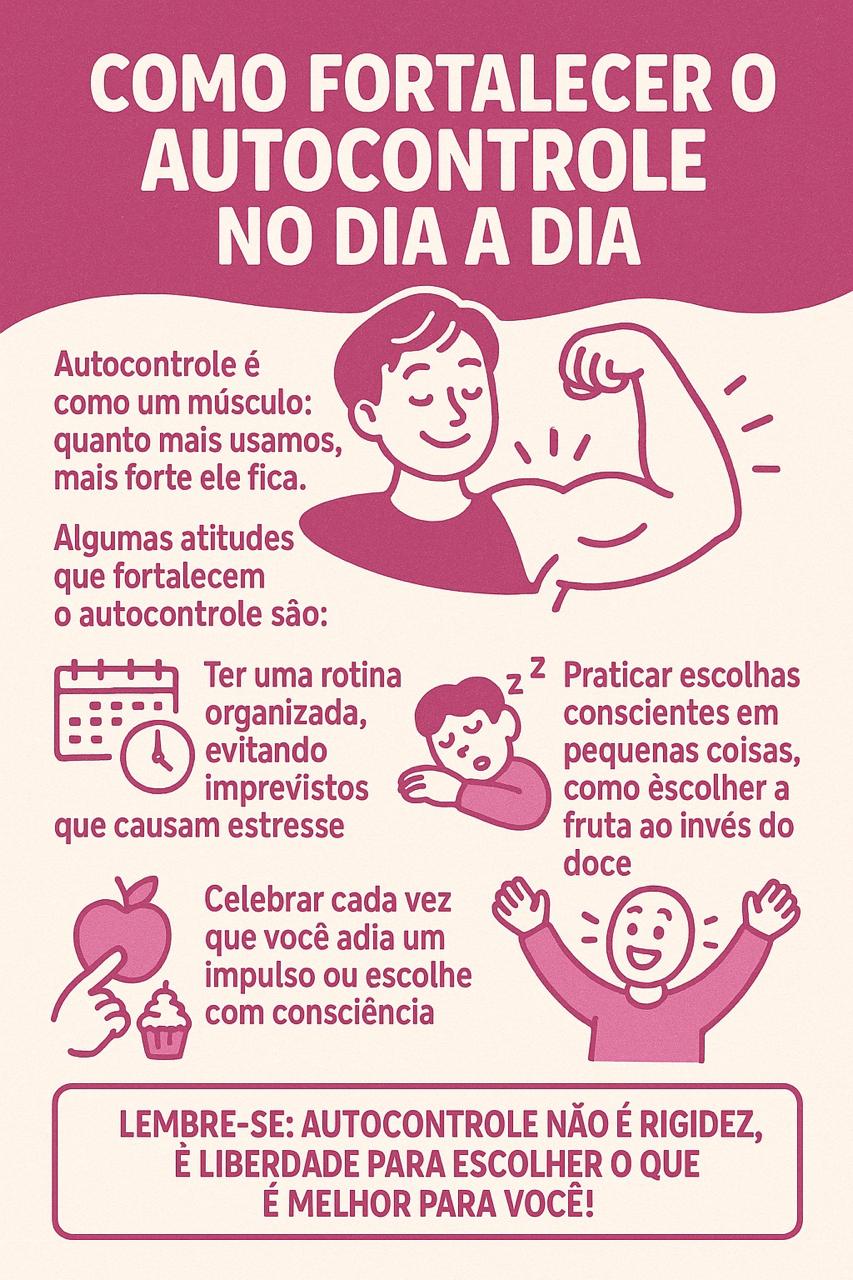 COMO FORTALECER O
AUTOCONTROLE
NO DIA A DIA
Autocontrole é
como um músculo:
quanto mais usamos,
mais forte ele fica.
Algumas atitudes
que fortalecem
o autocontrole sâo:
Ter uma rotina
organizada,
evitando
imprevístos
que causam estresse
z z
Praticar escolhas
conscientes em
pequenas coisas,
como èscolher a
fruta ao invés do
doce
Celebrar cada vez
que você adia um
impulso ou escolhe
com consciência
LEMBRE-SE: AUTOCONTROLE NÃO É RIGIDEZ,
È LIBERDADE PARA ESCOLHER O QUE
É MELHOR PARA VOCÊ!